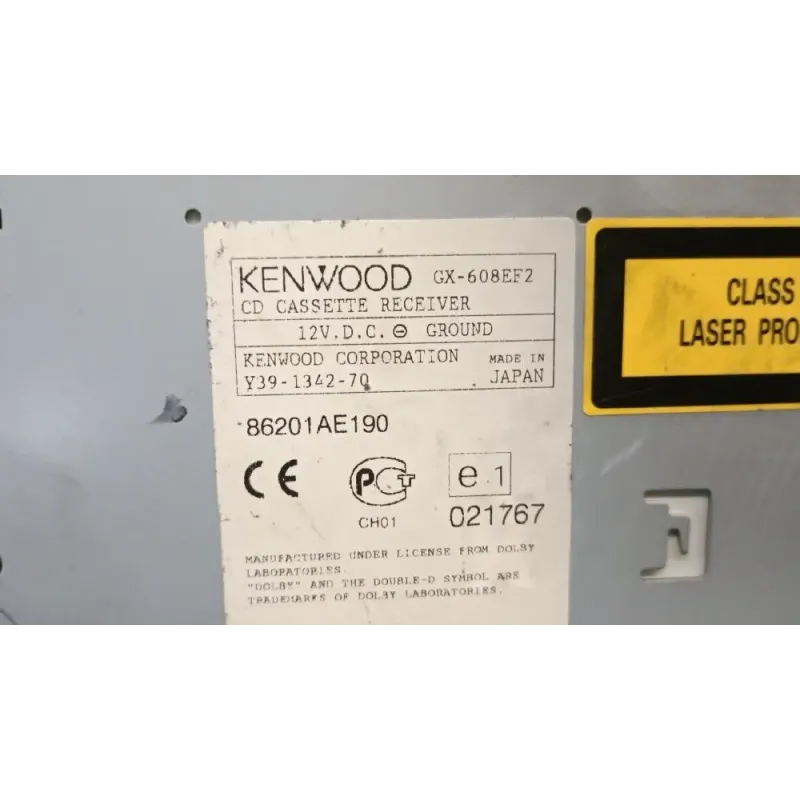 KENWOOD GX-608EF2
CD CASSETTE RECEIVER
12V.D.C. ⊖ GROUND
KENWOOD CORPORATION MADE IN
Y39-1342-70 JAPAN
86201AE190
CE PCT e 1
CH01 021767
MANUFACTURED UNDER LICENSE FROM DOLBY
LABORATORIES.
"DOLBY" AND THE DOUBLE-D SYMBOL ARE
TRADEMARKS OF DOLBY LABORATORIES.
CLASS
LASER PRO